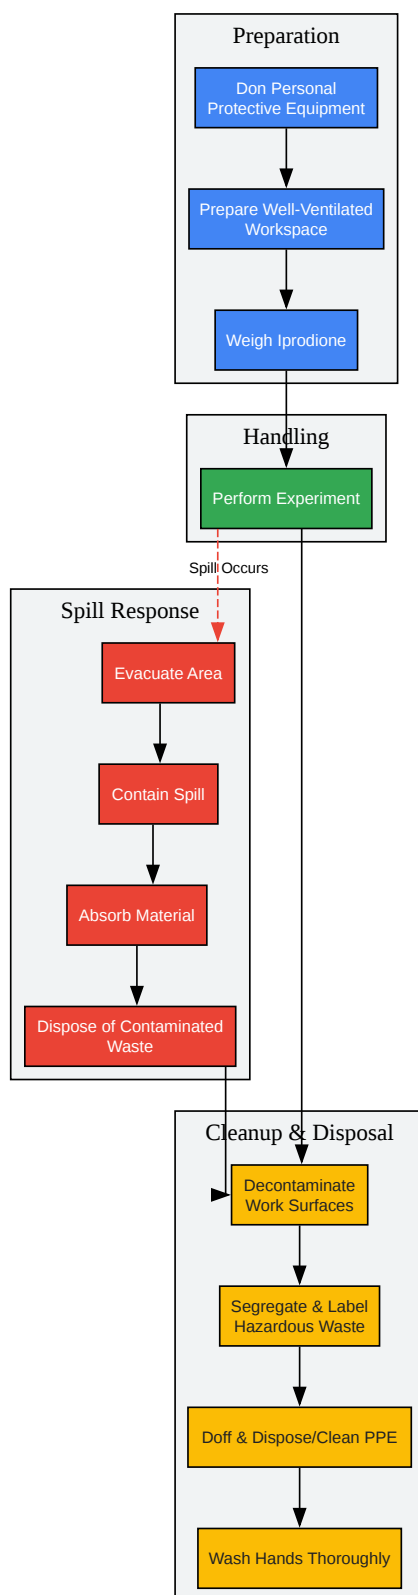 Preparation
Don Personal
Protective Equipment
Prepare Well-Ventilated
Workspace
Weigh Iprodione
Handling
Perform Experiment
Spill Occurs
Spill Response
Evacuate Area
Contain Spill
Absorb Material
Dispose of Contaminated
Waste
Cleanup & Disposal
Decontaminate
Work Surfaces
Segregate & Label
Hazardous Waste
Doff & Dispose/Clean PPE
Wash Hands Thoroughly